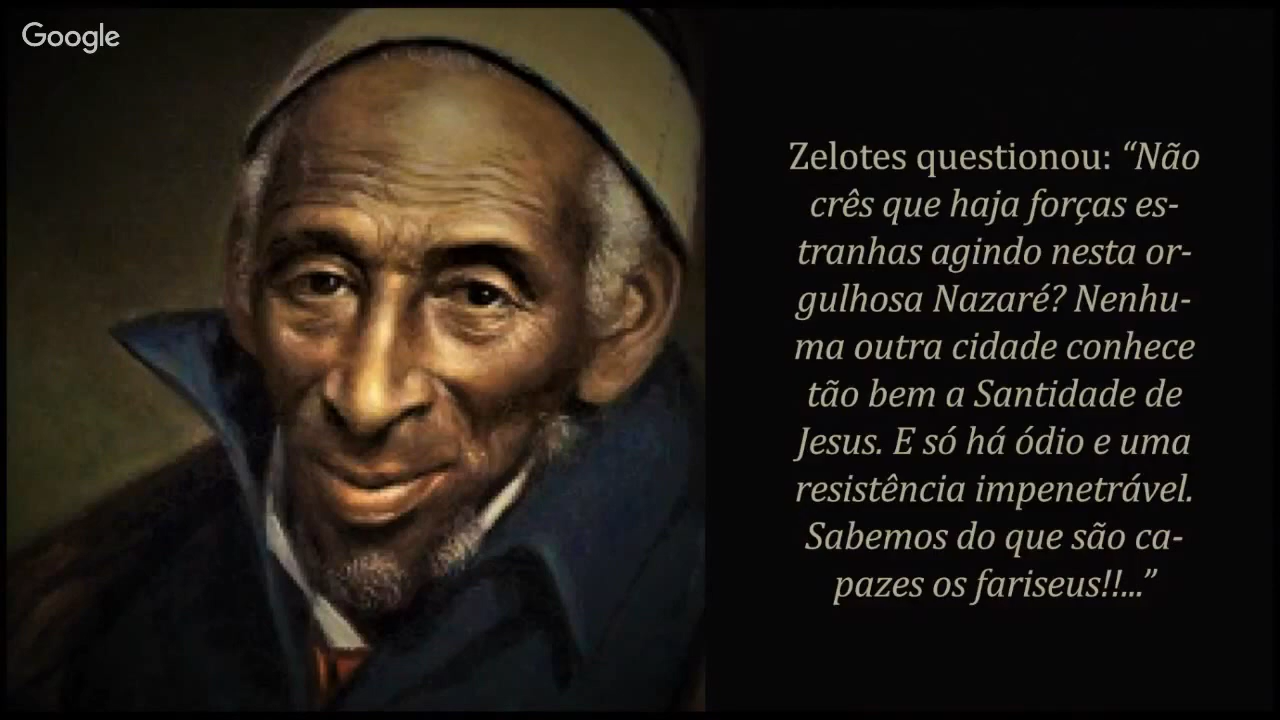 Google
Zelotes questionou: “Não
crês que haja forças es-
tranhas agindo nesta or-
gulhosa Nazaré? Nenhu-
ma outra cidade conhece
tão bem a Santidade de
Jesus. E só há ódio e uma
resistência impenetrável.
Sabemos do que são ca-
pazes os fariseus!!...”